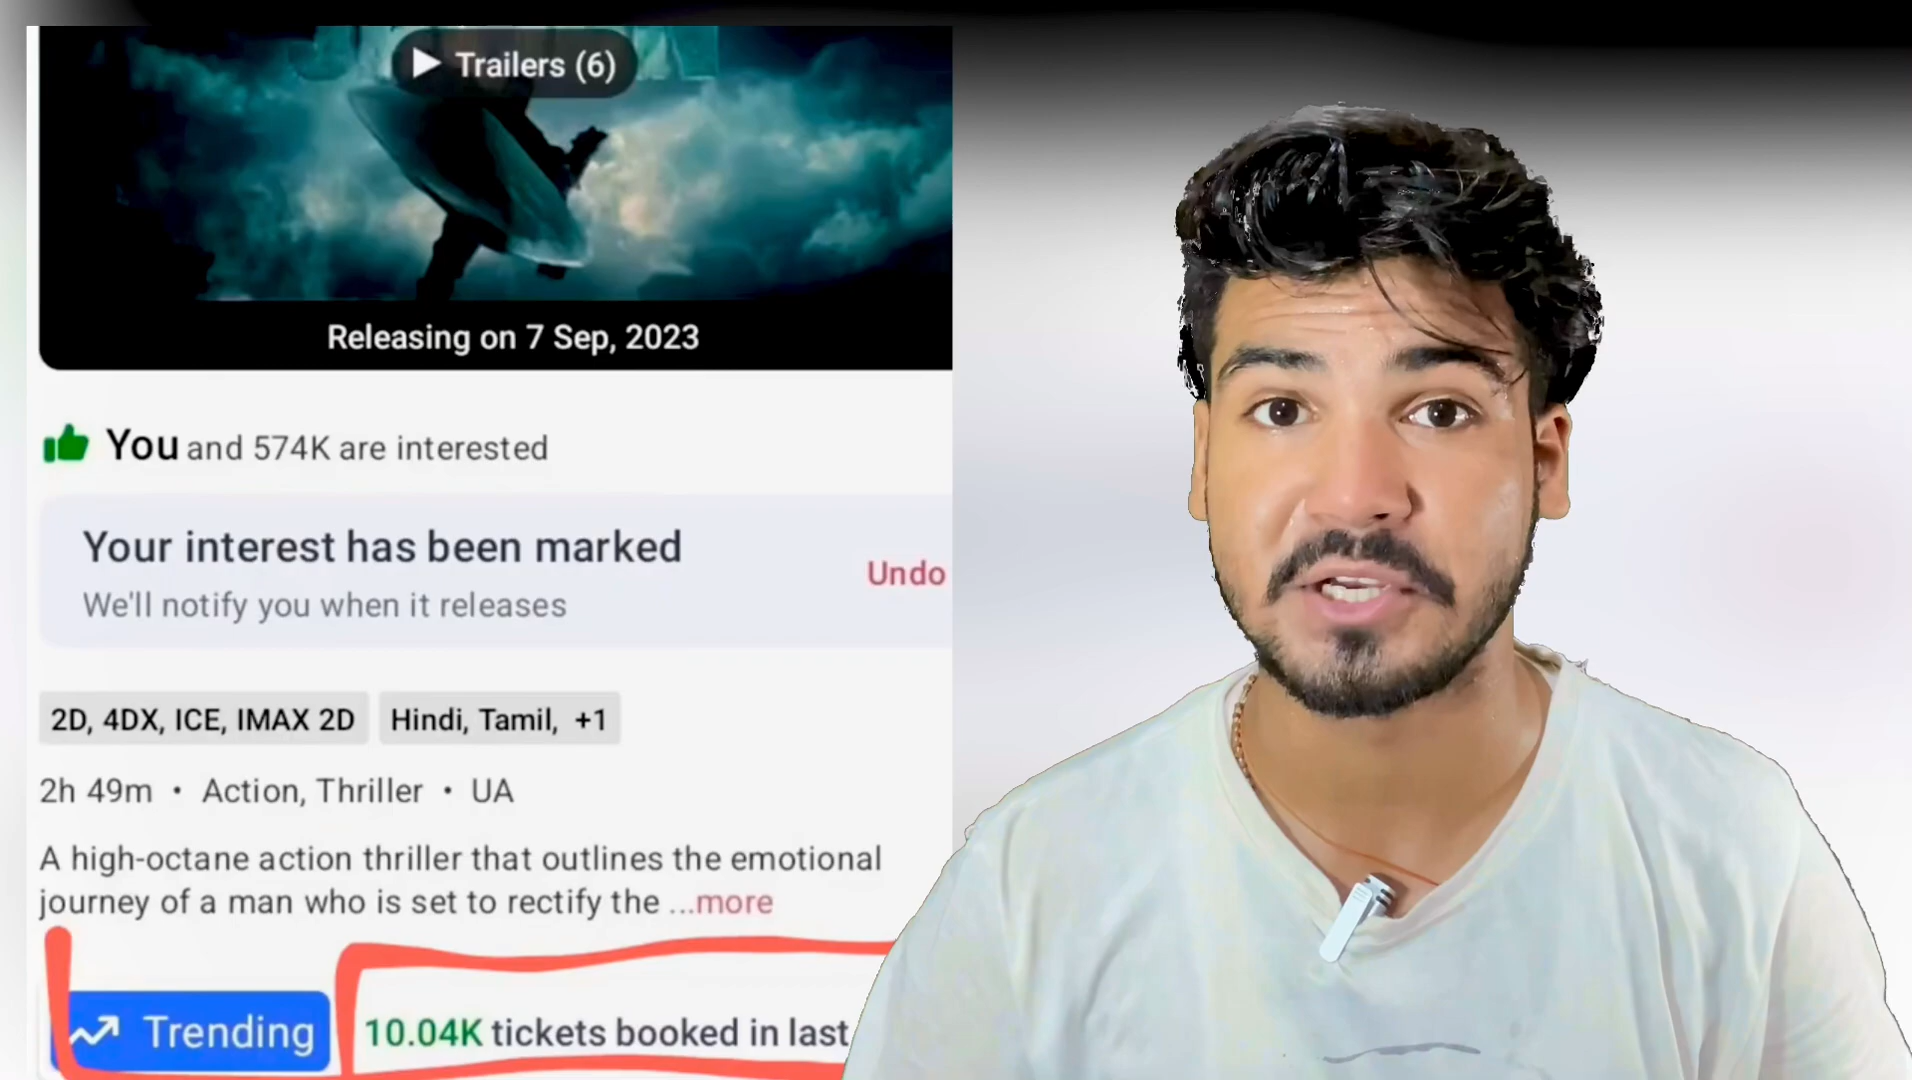 Trailers (6)
Releasing on 7 Sep, 2023
You and 574K are interested
Your interest has been marked
We'll notify you when it releases
Undo
2D, 4DX, ICE, IMAX 2D
Hindi, Tamil, +1
2h 49m • Action, Thriller • UA
A high-octane action thriller that outlines the emotional
journey of a man who is set to rectify the ...more
Trending
10.04K tickets booked in last